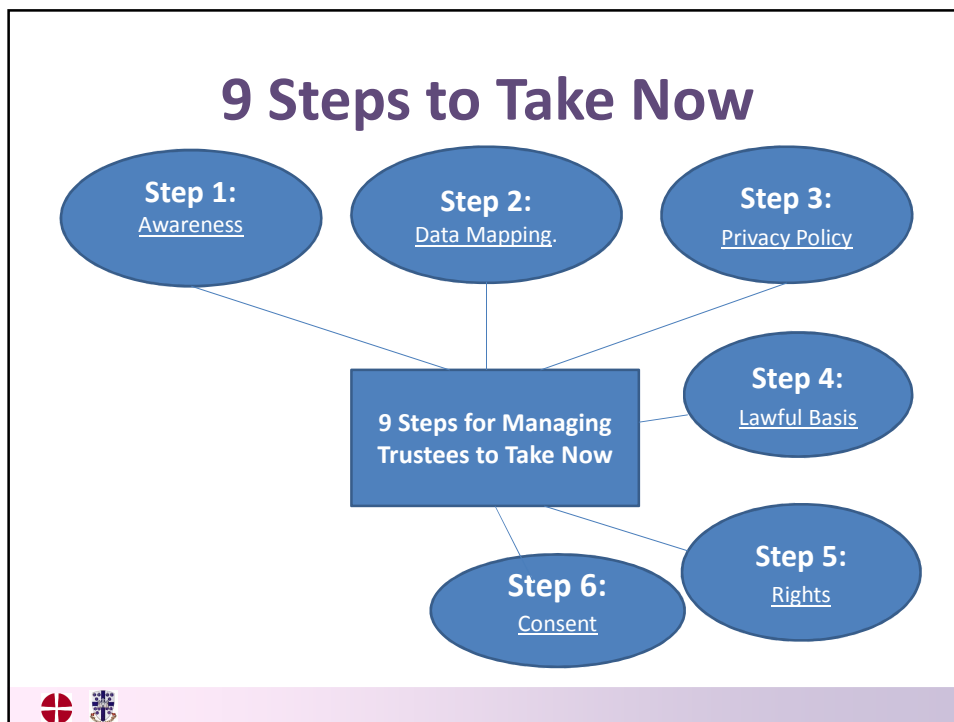 9 Steps to Take Now
Step 1:
Awareness
Step 2:
Data Mapping.
Step 3:
Privacy Policy
Step 4:
Lawful Basis
9 Steps for Managing
Trustees to Take Now
Step 5:
Rights
Step 6:
Consent